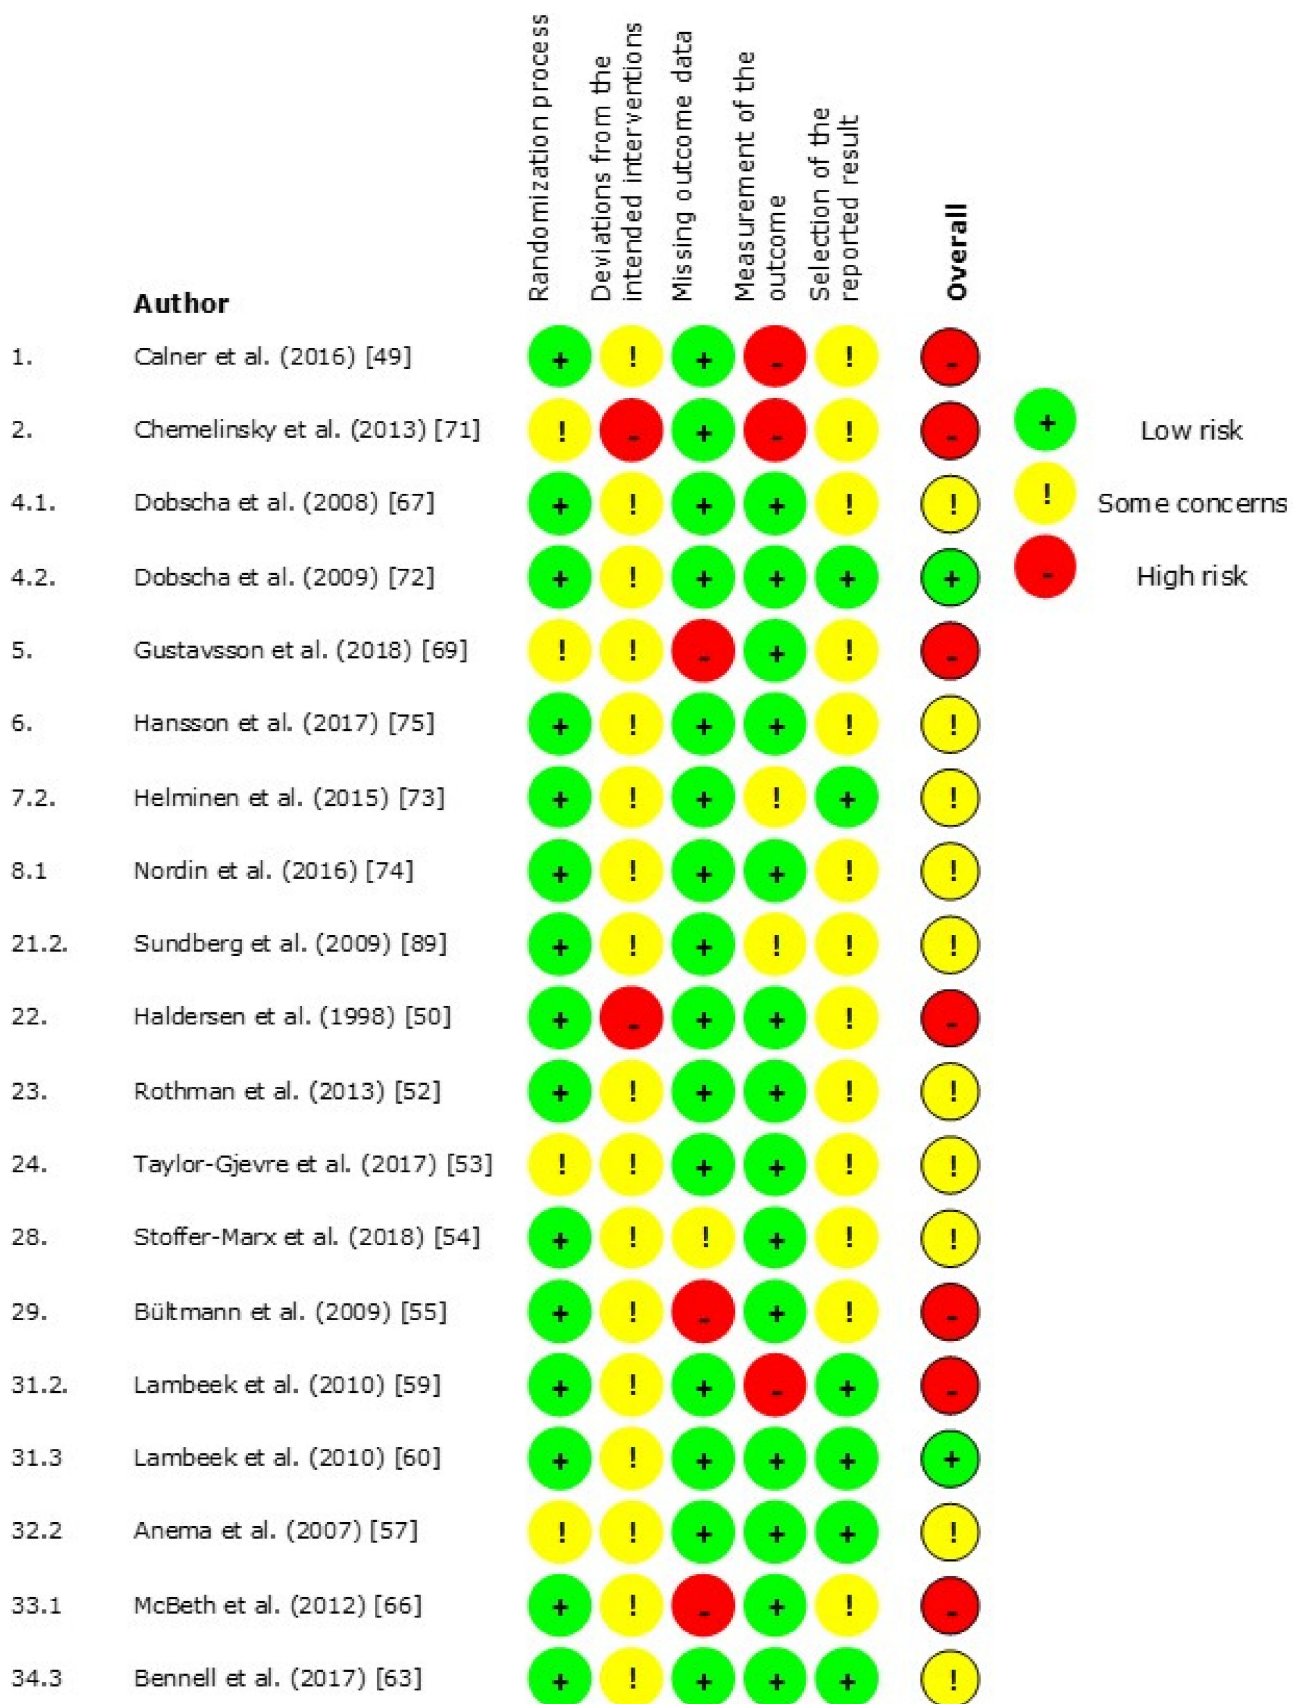 Randomization process
Deviations from the
intended interventions
Missing outcome data
Measurement of the
outcome
Selection of the
reported result
Overall
Author
1. Calner et al. (2016) [49] + ! + - ! -
2. Chemelinsky et al. (2013) [71] ! - + - ! -
4.1. Dobscha et al. (2008) [67] + ! + + ! !
4.2. Dobscha et al. (2009) [72] + ! + + + +
5. Gustavsson et al. (2018) [69] ! ! - + ! -
6. Hansson et al. (2017) [75] + ! + + ! !
7.2. Helminen et al. (2015) [73] + ! + ! + !
8.1 Nordin et al. (2016) [74] + ! + + ! !
21.2. Sundberg et al. (2009) [89] + ! + ! ! !
22. Haldersen et al. (1998) [50] + - + + ! -
23. Rothman et al. (2013) [52] + ! + + ! !
24. Taylor-Gjevre et al. (2017) [53] ! ! + + ! !
28. Stoffer-Marx et al. (2018) [54] + ! ! + ! !
29. Bültmann et al. (2009) [55] + ! - + ! -
31.2. Lambeek et al. (2010) [59] + ! + - + -
31.3 Lambeek et al. (2010) [60] + ! + + + +
32.2 Anema et al. (2007) [57] ! ! + + + !
33.1 McBeth et al. (2012) [66] + ! - + ! -
34.3 Bennell et al. (2017) [63] + ! + + + !
+ Low risk
! Some concerns
- High risk